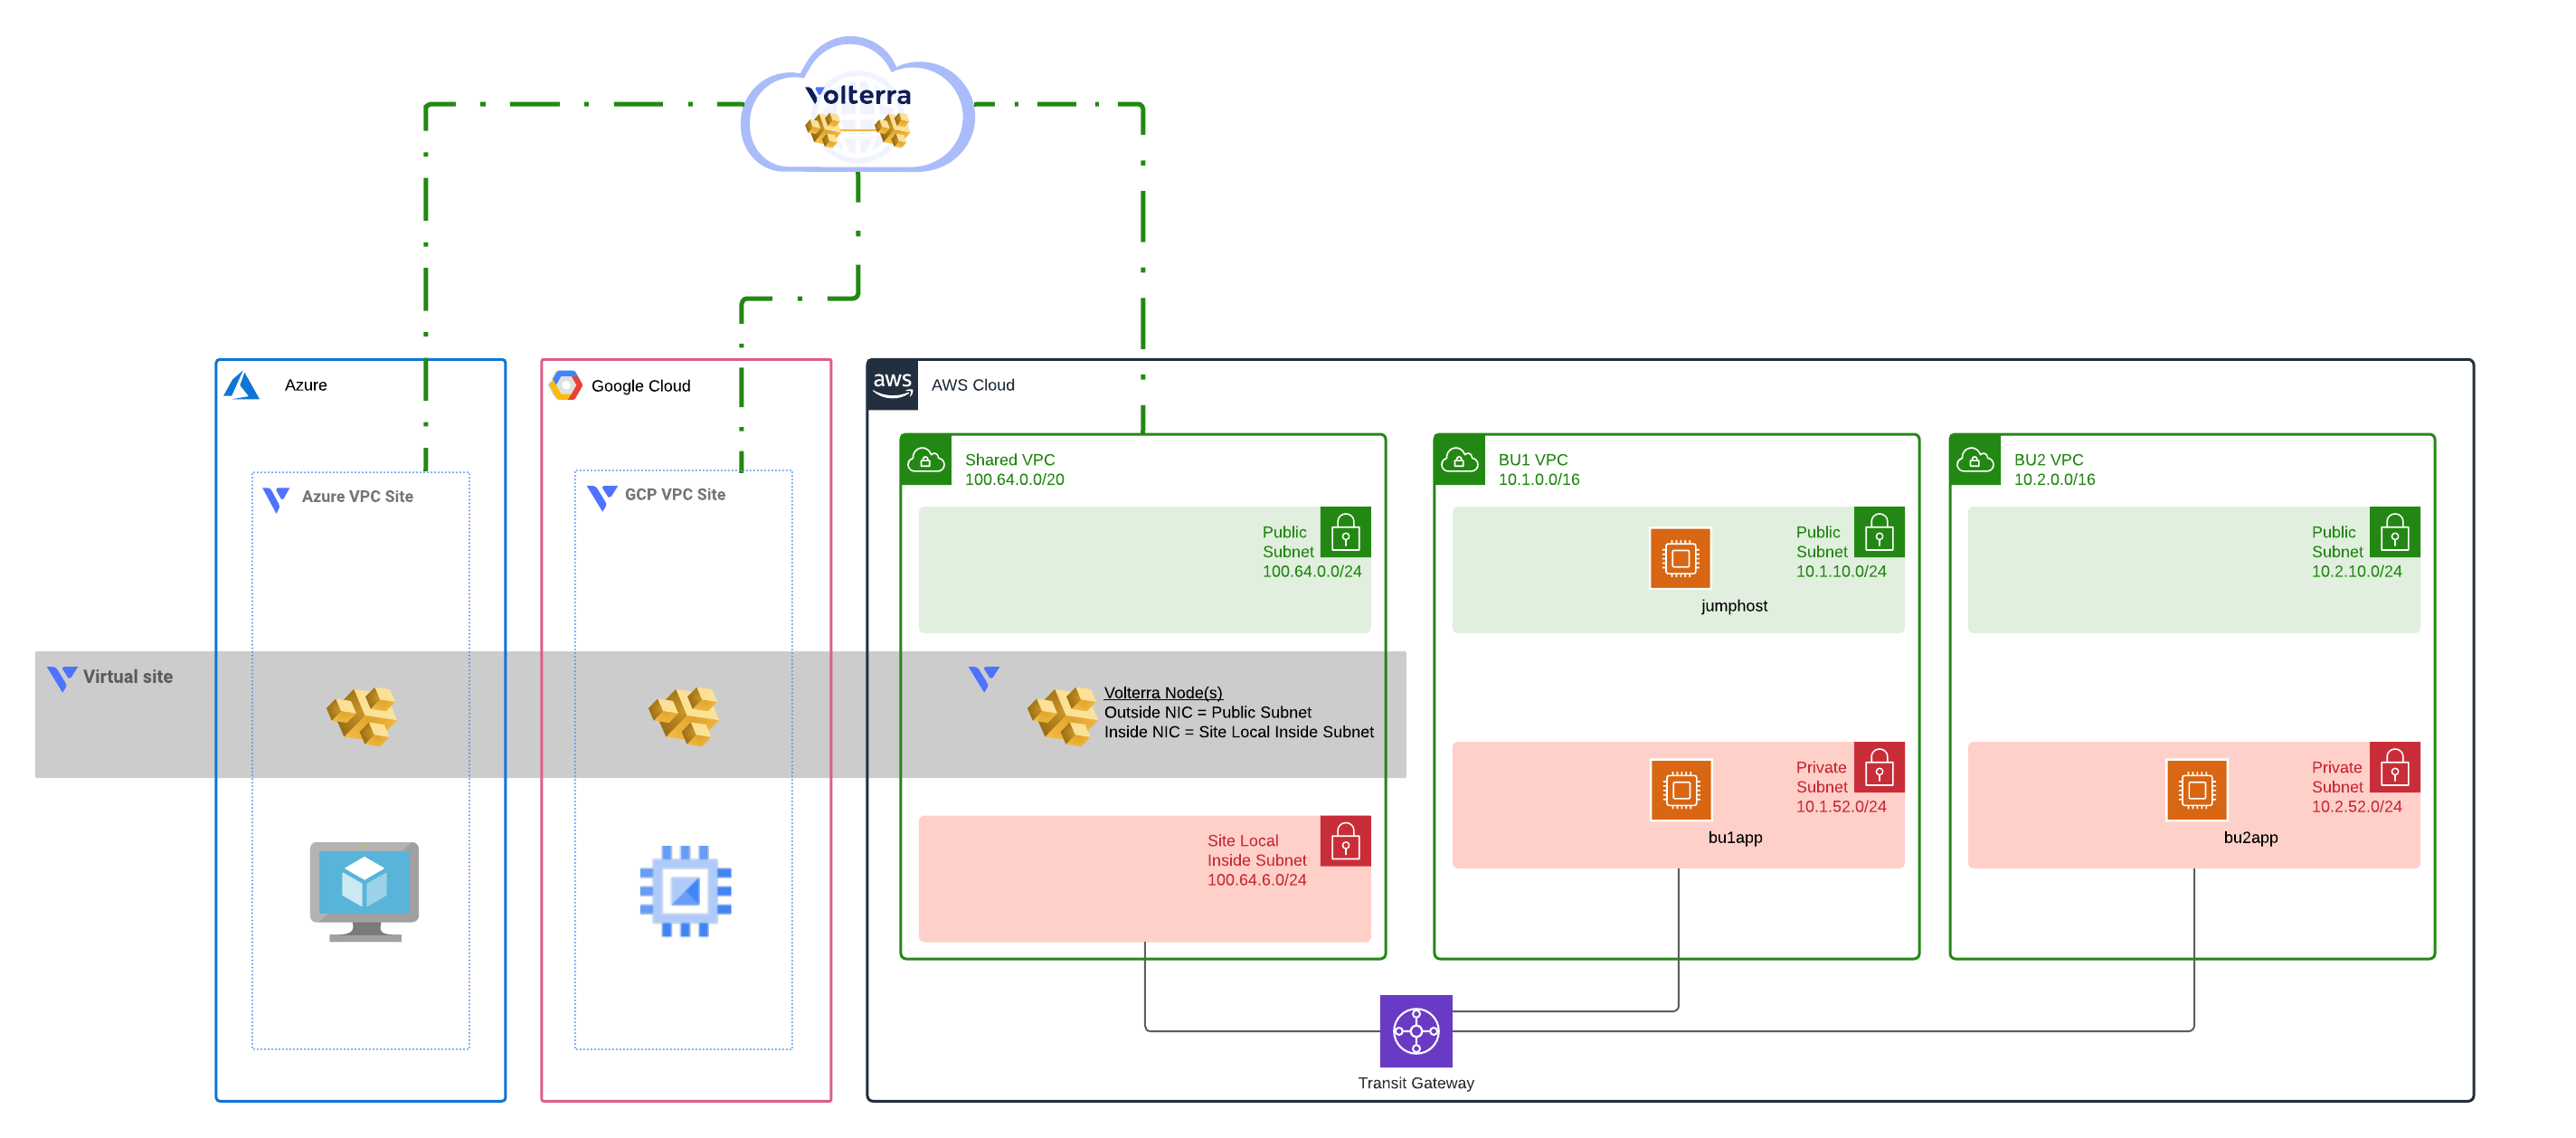 Volterra
Azure
Google Cloud
aws
AWS Cloud
Azure VPC Site
GCP VPC Site
Shared VPC
100.64.0.0/20
BU1 VPC
10.1.0.0/16
BU2 VPC
10.2.0.0/16
Public
Subnet
100.64.0.0/24
Public
Subnet
10.1.10.0/24
jumphost
Public
Subnet
10.2.10.0/24
Virtual site
Volterra Node(s)
Outside NIC = Public Subnet
Inside NIC = Site Local Inside Subnet
Site Local
Inside Subnet
100.64.6.0/24
Private
Subnet
10.1.52.0/24
bu1app
Private
Subnet
10.2.52.0/24
bu2app
Transit Gateway